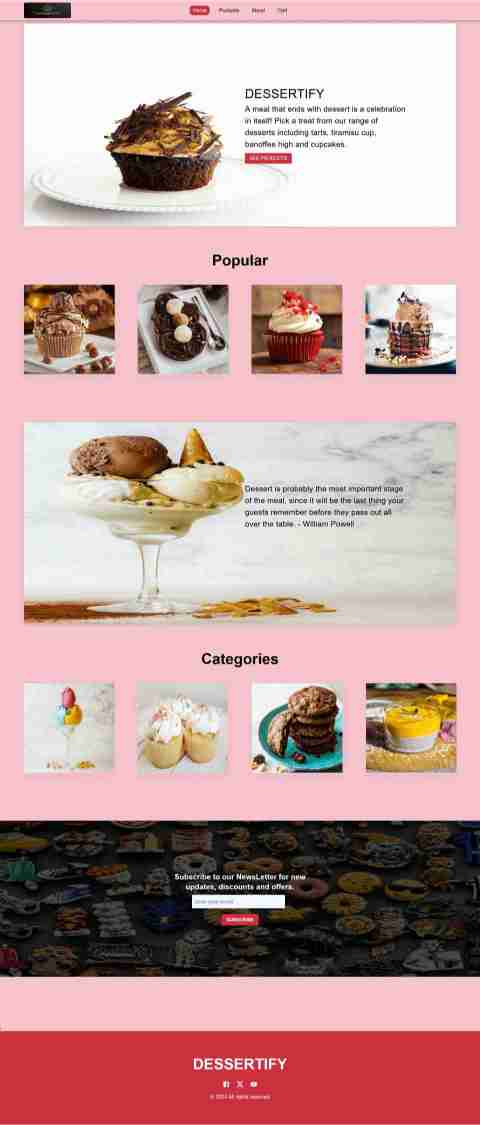 Home Products About Cart
DESSERTIFY
A meal that ends with dessert is a celebration
in itself! Pick a treat from our range of
desserts including tarts, tiramisu cup,
banoffee high and cupcakes.
SEE PRODUCTS
Popular
Dessert is probably the most important stage
of the meal, since it will be the last thing your
guests remember before they pass out all
over the table. - William Powell
Categories
Subscribe to our NewsLetter for new
updates, discounts and offers.
Enter your email
SUBSCRIBE
DESSERTIFY
© 2024 All rights reserved